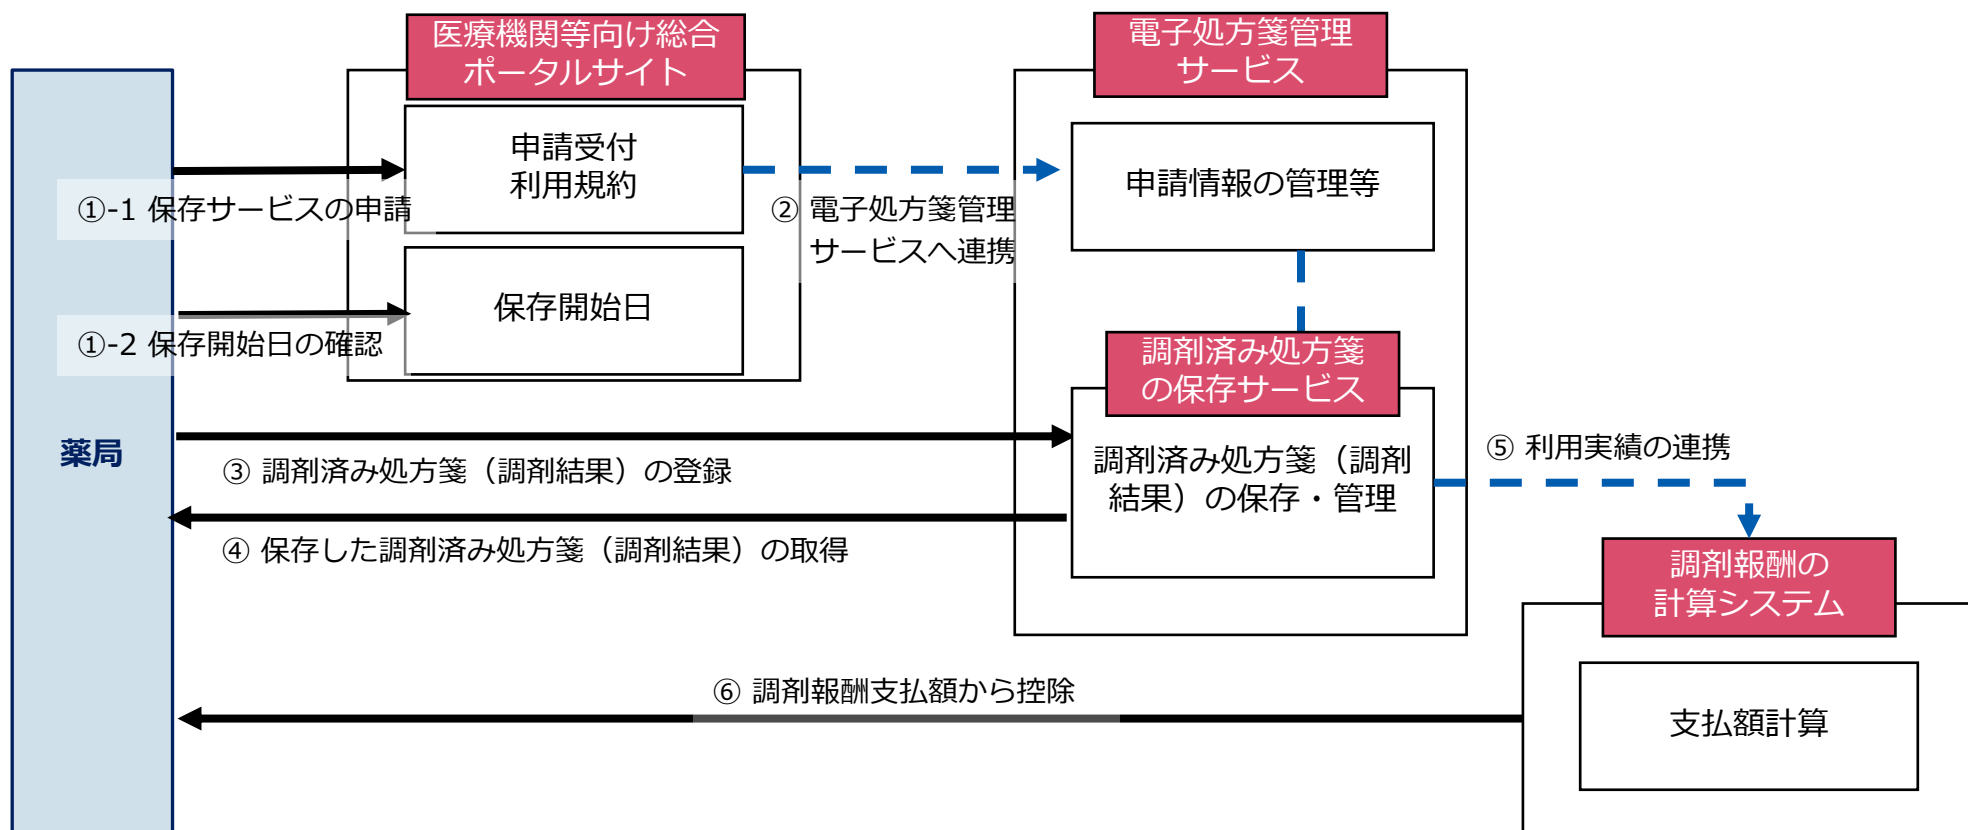 医療機関等向け総合
ポータルサイト
電子処方箋管理
サービス
申請受付
利用規約
申請情報の管理等
①-1 保存サービスの申請
② 電子処方箋管理
サービスへ連携
保存開始日
①-2 保存開始日の確認
調剤済み処方箋
の保存サービス
薬局
③ 調剤済み処方箋（調剤結果）の登録
調剤済み処方箋（調剤
結果）の保存・管理
⑤ 利用実績の連携
④ 保存した調剤済み処方箋（調剤結果）の取得
調剤報酬の
計算システム
⑥ 調剤報酬支払額から控除
支払額計算